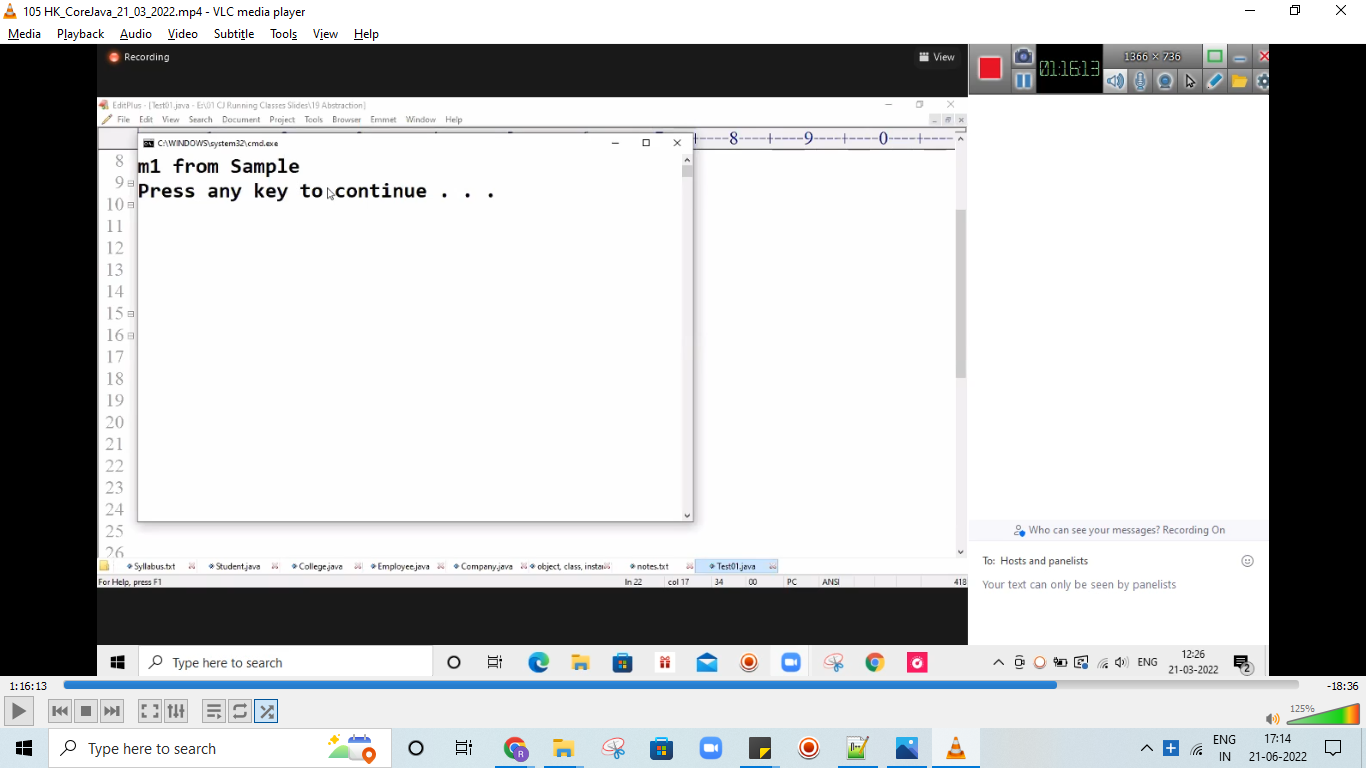 105 HK_CoreJava_21_03_2022.mp4 - VLC media player
Media Playback Audio Video Subtitle Tools View Help
Recording
View
1366 × 736
01:16:13
EditPlus - [Test01.java - E:\01 CJ Running Classes Slides\19 Abstraction]
File Edit View Search Document Project Tools Browser Emmet Window Help
C:\WINDOWS\system32\cmd.exe
----+----8----+----9----+----0----+----
m1 from Sample
Press any key to continue . . .
8
9
10
11
12
13
14
15
16
17
18
19
20
21
22
23
24
25
26
Who can see your messages? Recording On
To: Hosts and panelists
Your text can only be seen by panelists
Syllabus.txt Student.java College.java Employee.java Company.java object, class, insta notes.txt Test01.java
For Help, press F1 ln 22 col 17 34 00 PC ANSI 418
Type here to search
ENG
12:26
21-03-2022
2
1:16:13
-18:36
125%
Type here to search
ENG
IN
17:14
21-06-2022